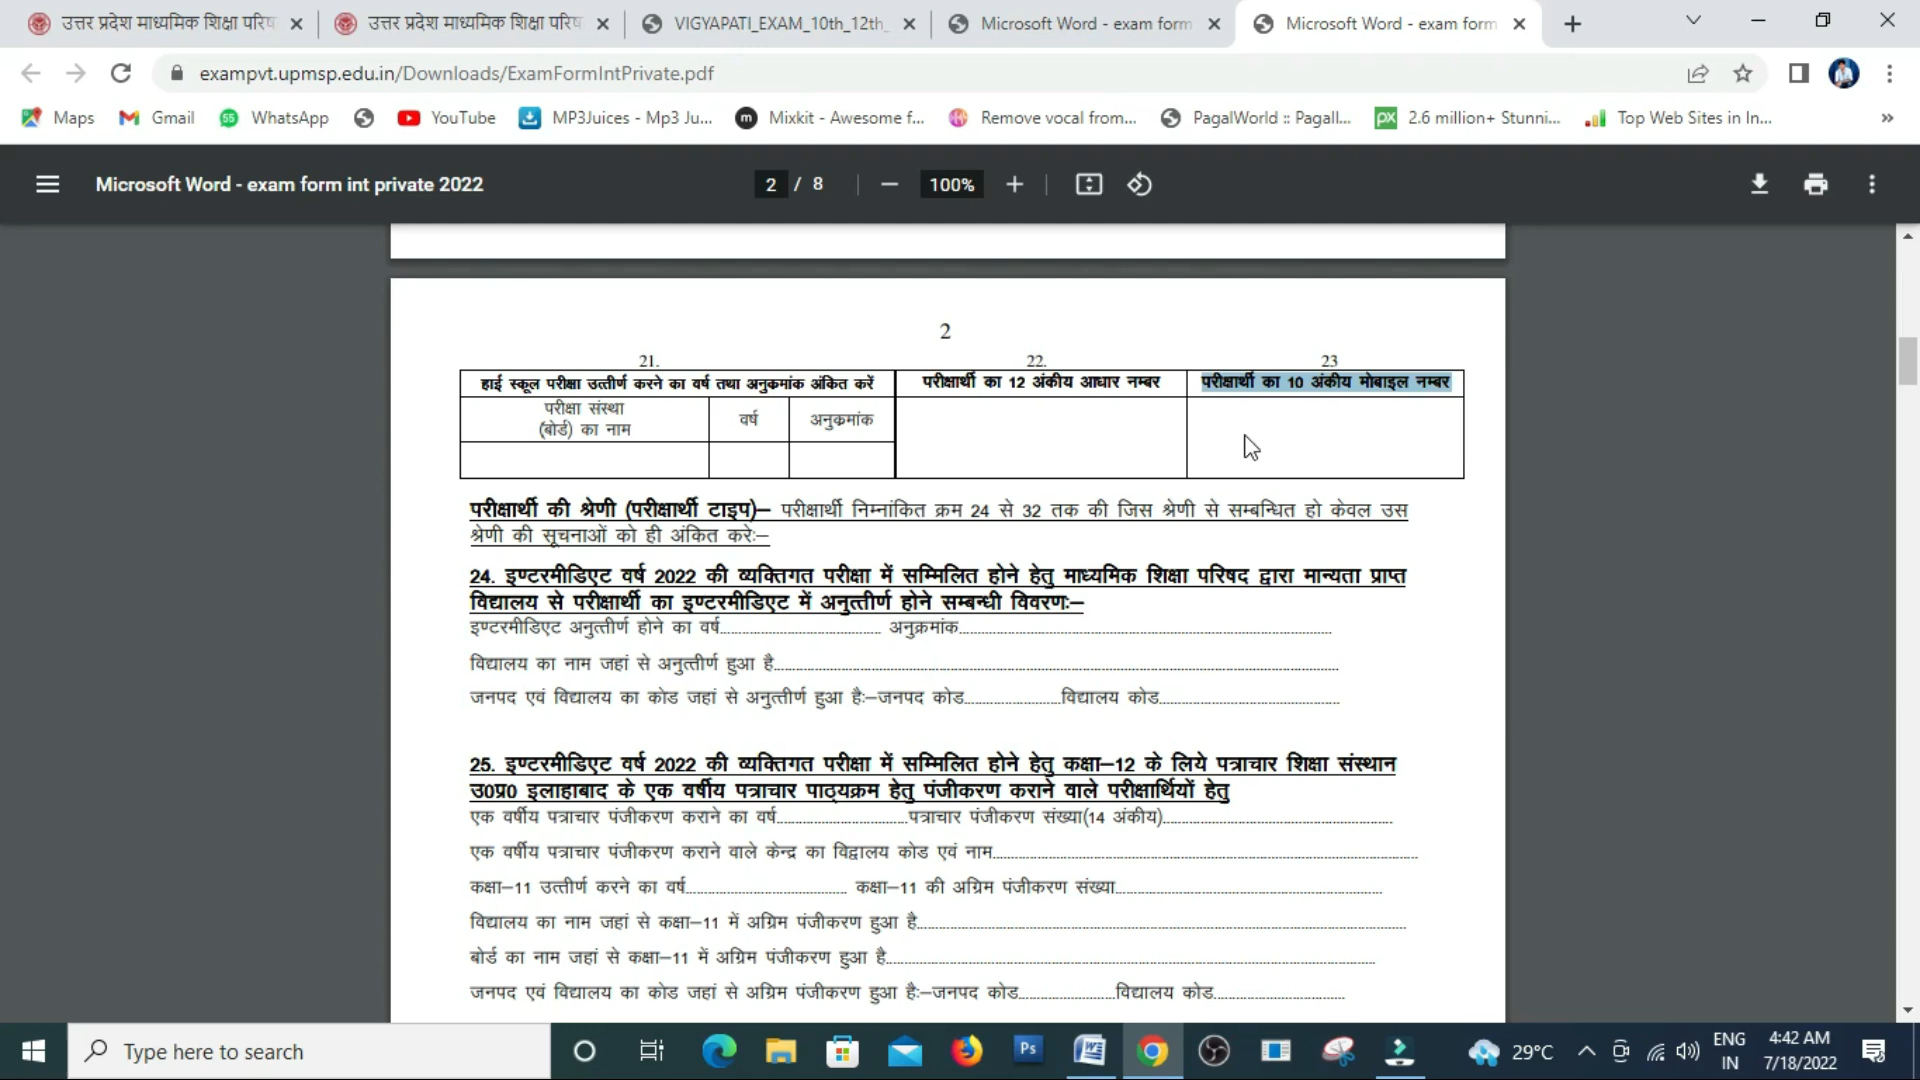 उत्तर प्रदेश माध्यमिक शिक्षा परिष
उत्तर प्रदेश माध्यमिक शिक्षा परिष
VIGYAPATI_EXAM_10th_12th_
Microsoft Word - exam form
Microsoft Word - exam form
exampvt.upmsp.edu.in/Downloads/ExamFormIntPrivate.pdf
Maps
Gmail
55
WhatsApp
YouTube
MP3Juices - Mp3 Ju...
m
Mixkit - Awesome f...
Remove vocal from...
PagalWorld :: Pagall...
px
2.6 million+ Stunni...
Top Web Sites in In...
»
Microsoft Word - exam form int private 2022
2 / 8
100%
2
21.
22.
23
हाई स्कूल परीक्षा उत्तीर्ण करने का वर्ष तथा अनुक्रमांक अंकित करें
परीक्षार्थी का 12 अंकीय आधार नम्बर
परीक्षार्थी का 10 अंकीय मोबाइल नम्बर
परीक्षा संस्था
(बोर्ड) का नाम
वर्ष
अनुक्रमांक
परीक्षार्थी की श्रेणी (परीक्षार्थी टाइप)– परीक्षार्थी निम्नांकित क्रम 24 से 32 तक की जिस श्रेणी से सम्बन्धित हो केवल उस
श्रेणी की सूचनाओं को ही अंकित करेः–
24. इण्टरमीडिएट वर्ष 2022 की व्यक्तिगत परीक्षा में सम्मिलित होने हेतु माध्यमिक शिक्षा परिषद द्वारा मान्यता प्राप्त
विद्यालय से परीक्षार्थी का इण्टरमीडिएट में अनुत्तीर्ण होने सम्बन्धी विवरणः–
इण्टरमीडिएट अनुत्तीर्ण होने का वर्ष.......................... अनुक्रमांक..............................................................
विद्यालय का नाम जहां से अनुत्तीर्ण हुआ है..............................................................................................
जनपद एवं विद्यालय का कोड जहां से अनुत्तीर्ण हुआ हैः–जनपद कोड................विद्यालय कोड..............................
25. इण्टरमीडिएट वर्ष 2022 की व्यक्तिगत परीक्षा में सम्मिलित होने हेतु कक्षा–12 के लिये पत्राचार शिक्षा संस्थान
उ0प्र0 इलाहाबाद के एक वर्षीय पत्राचार पाठ्यक्रम हेतु पंजीकरण कराने वाले परीक्षार्थियों हेतु
एक वर्षीय पत्राचार पंजीकरण कराने का वर्ष......................पत्राचार पंजीकरण संख्या(14 अंकीय)......................................
एक वर्षीय पत्राचार पंजीकरण कराने वाले केन्द्र का विद्वालय कोड एवं नाम.......................................................................
कक्षा–11 उत्तीर्ण करने का वर्ष.......................... कक्षा–11 की अग्रिम पंजीकरण संख्या............................................
विद्यालय का नाम जहां से कक्षा–11 में अग्रिम पंजीकरण हुआ है..................................................................................
बोर्ड का नाम जहां से कक्षा–11 में अग्रिम पंजीकरण हुआ है..................................................................................
जनपद एवं विद्यालय का कोड जहां से अग्रिम पंजीकरण हुआ हैः–जनपद कोड................विद्यालय कोड......................
Type here to search
Ps
29°C
ENG
IN
4:42 AM
7/18/2022